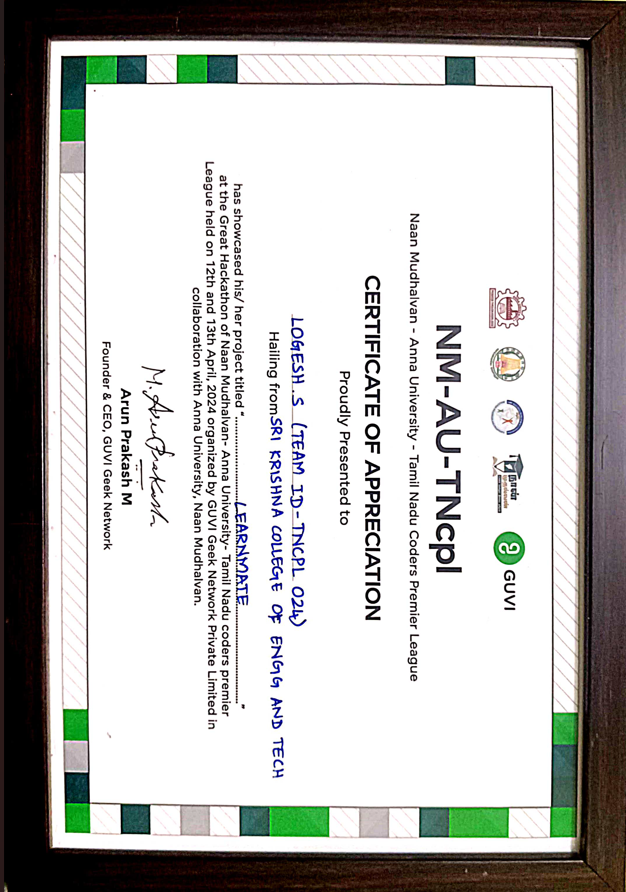 GUVI
NM-AU-TNcpl
Naan Mudhalvan - Anna University - Tamil Nadu Coders Premier League
CERTIFICATE OF APPRECIATION
Proudly Presented to
LOGESH.S (TEAM ID-TNCPL 024)
Hailing from SRI KRISHNA COLLEGE OF ENGG AND TECH
has showcased his/ her project titled "....................LEARNMATE...................."
at the Great Hackathon of Naan Mudhalvan- Anna University- Tamil Nadu coders premier
League held on 12th and 13th April, 2024 organized by GUVI Geek Network Private Limited in
collaboration with Anna University, Naan Mudhalvan.
M. Arun Prakash
Arun Prakash M
Founder & CEO, GUVI Geek Network